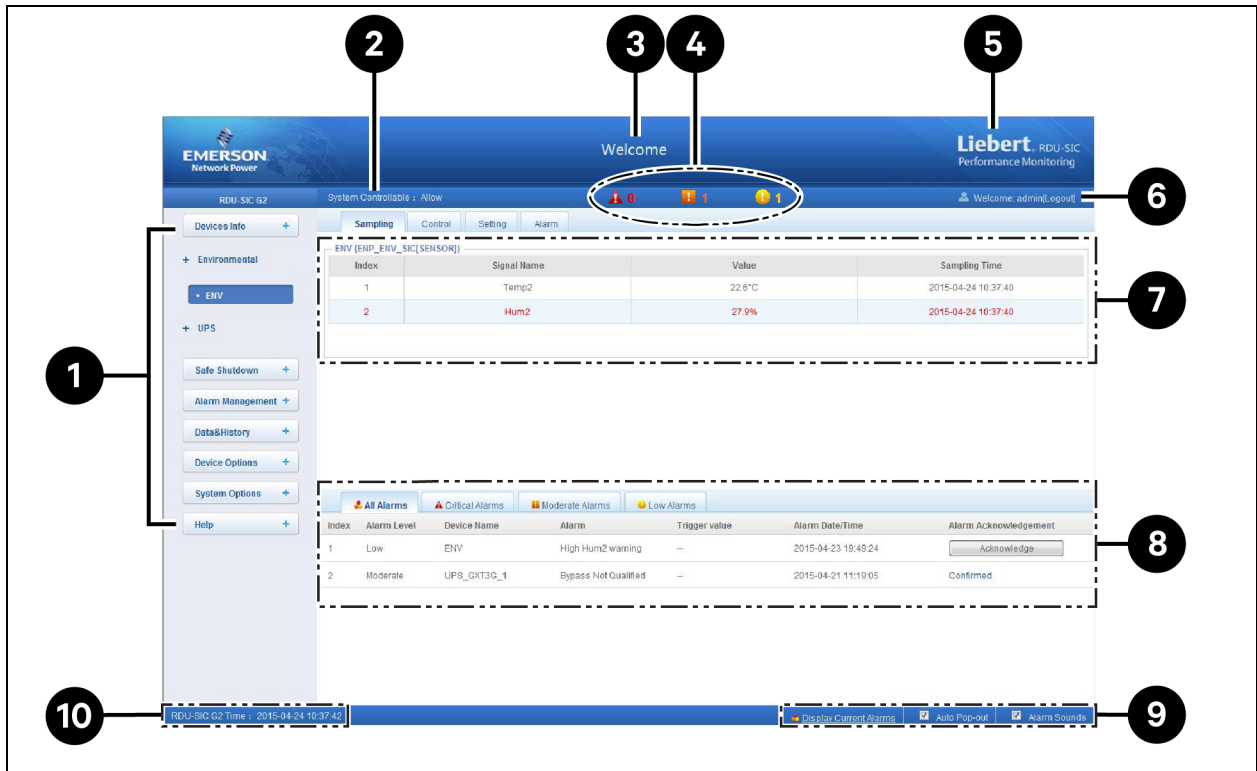 2 3 4 5
EMERSON
Network Power
Welcome
Liebert. RDU-SIC
Performance Monitoring
RDU-SIC G2
System Controllable : Allow
0 1 1
Welcome: admin[Logout]
6
1
Devices Info +
+ Environmental
• ENV
+ UPS
Safe Shutdown +
Alarm Management +
Data&History +
Device Options +
System Options +
Help +
Sampling Control Setting Alarm
ENV [ENP_ENV_SIC[SENSOR])
Index Signal Name Value Sampling Time
1 Temp2 22.6°C 2015-04-24 10:37:40
2 Hum2 27.9% 2015-04-24 10:37:40
7
All Alarms Critical Alarms Moderate Alarms Low Alarms
Index Alarm Level Device Name Alarm Trigger value Alarm Date/Time Alarm Acknowledgement
1 Low ENV High Hum2 warning -- 2015-04-23 19:49:24 Acknowledge
2 Moderate UPS_GXT3G_1 Bypass Not Qualified -- 2015-04-21 11:19:05 Confirmed
8
10
RDU-SIC G2 Time : 2015-04-24 10:37:42
Display Current Alarms Auto Pop-out Alarm Sounds
9